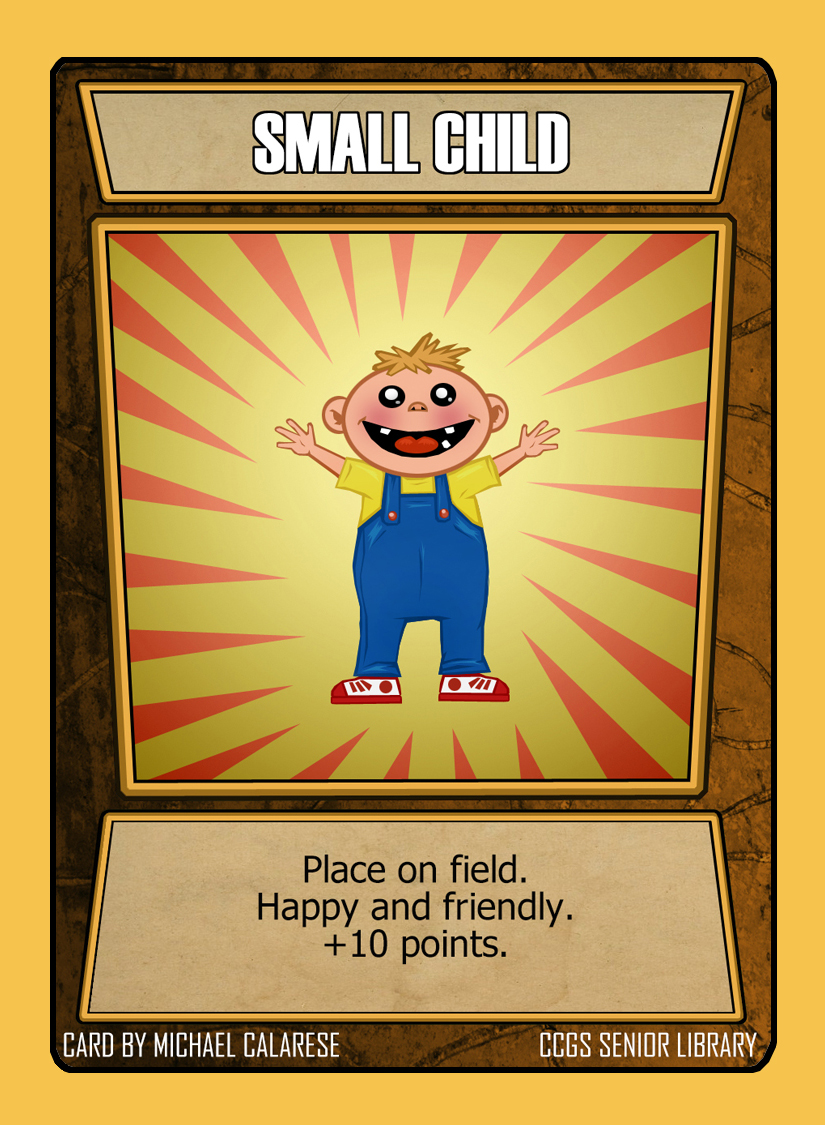 SMALL CHILD
Place on field.
Happy and friendly.
+10 points.
CARD BY MICHAEL CALARESE
CCGS SENIOR LIBRARY